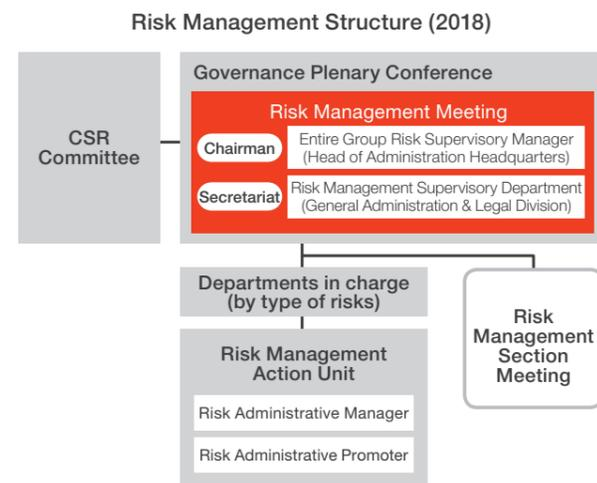 Risk Management Structure (2018)
CSR
Committee
Governance Plenary Conference
Risk Management Meeting
Chairman
Entire Group Risk Supervisory Manager
(Head of Administration Headquarters)
Secretariat
Risk Management Supervisory Department
(General Administration & Legal Division)
Departments in charge
(by type of risks)
Risk Management
Action Unit
Risk Administrative Manager
Risk Administrative Promoter
Risk
Management
Section
Meeting